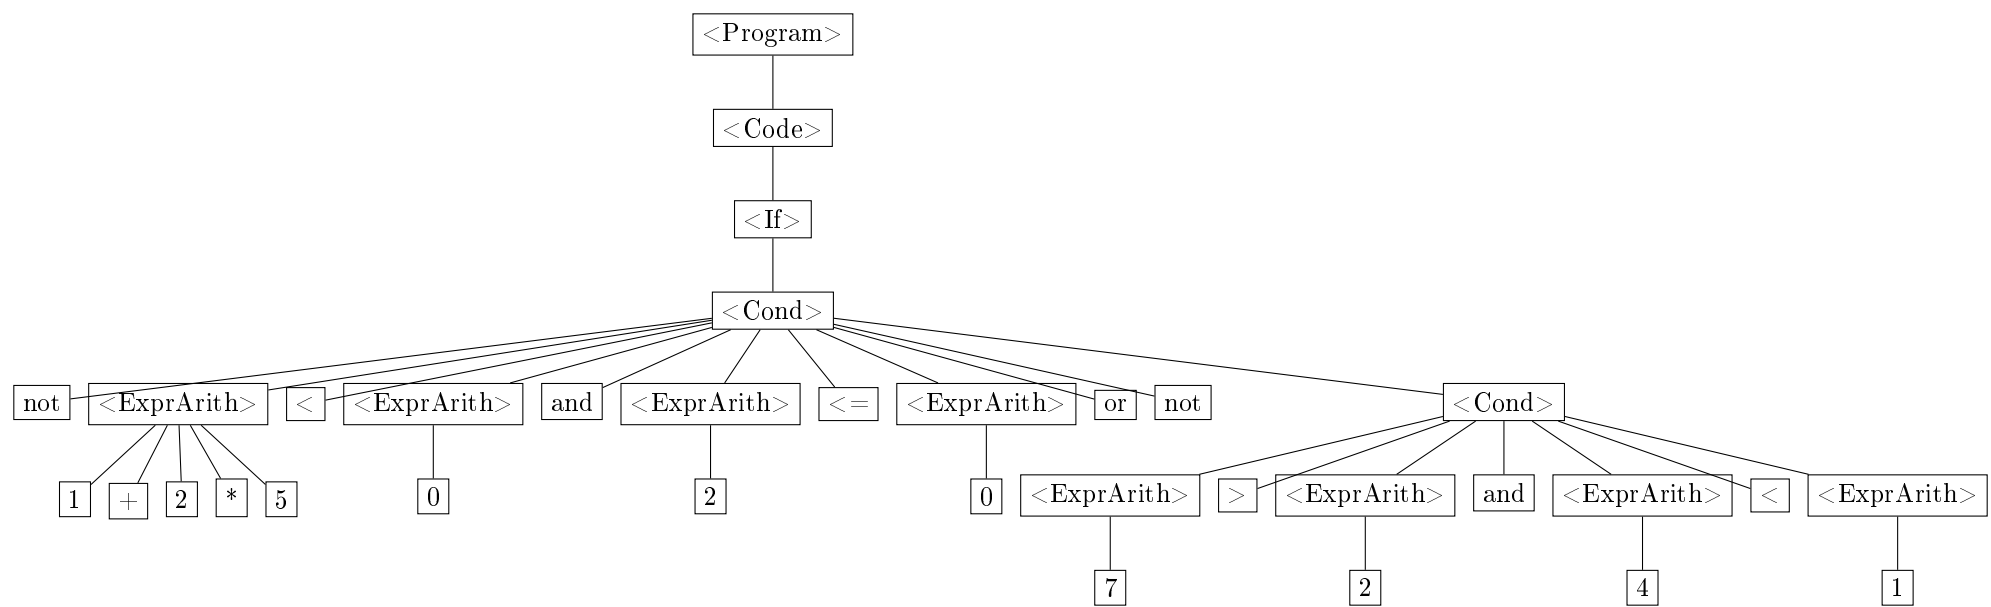 <Program>
<Code>
<If>
<Cond>
not <ExprArith> < <ExprArith> and <ExprArith> <= <ExprArith> or not <Cond>
1 + 2 * 5 0 2 0 <ExprArith> > <ExprArith> and <ExprArith> < <ExprArith>
7 2 4 1